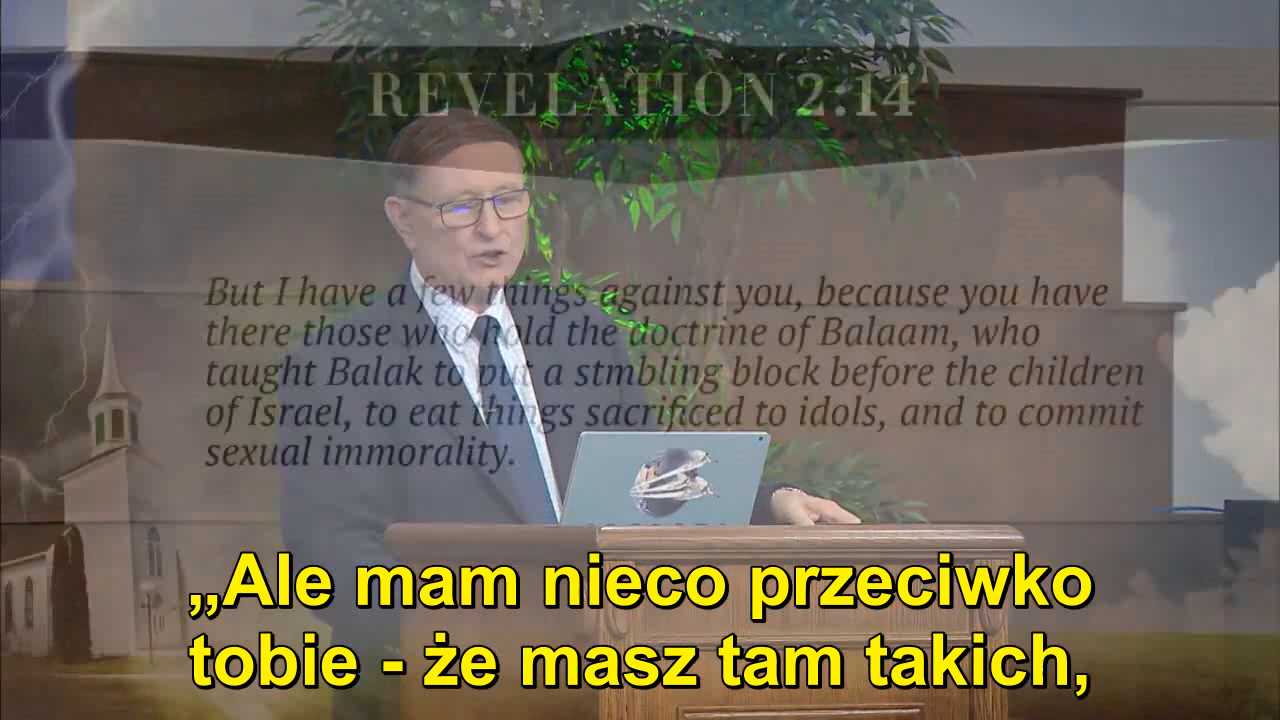 REVELATION 2:14
But I have a few things against you, because you have
there those who hold the doctrine of Balaam, who
taught Balak to put a stmbling block before the children
of Israel, to eat things sacrificed to idols, and to commit
sexual immorality.
„Ale mam nieco przeciwko
tobie - że masz tam takich,